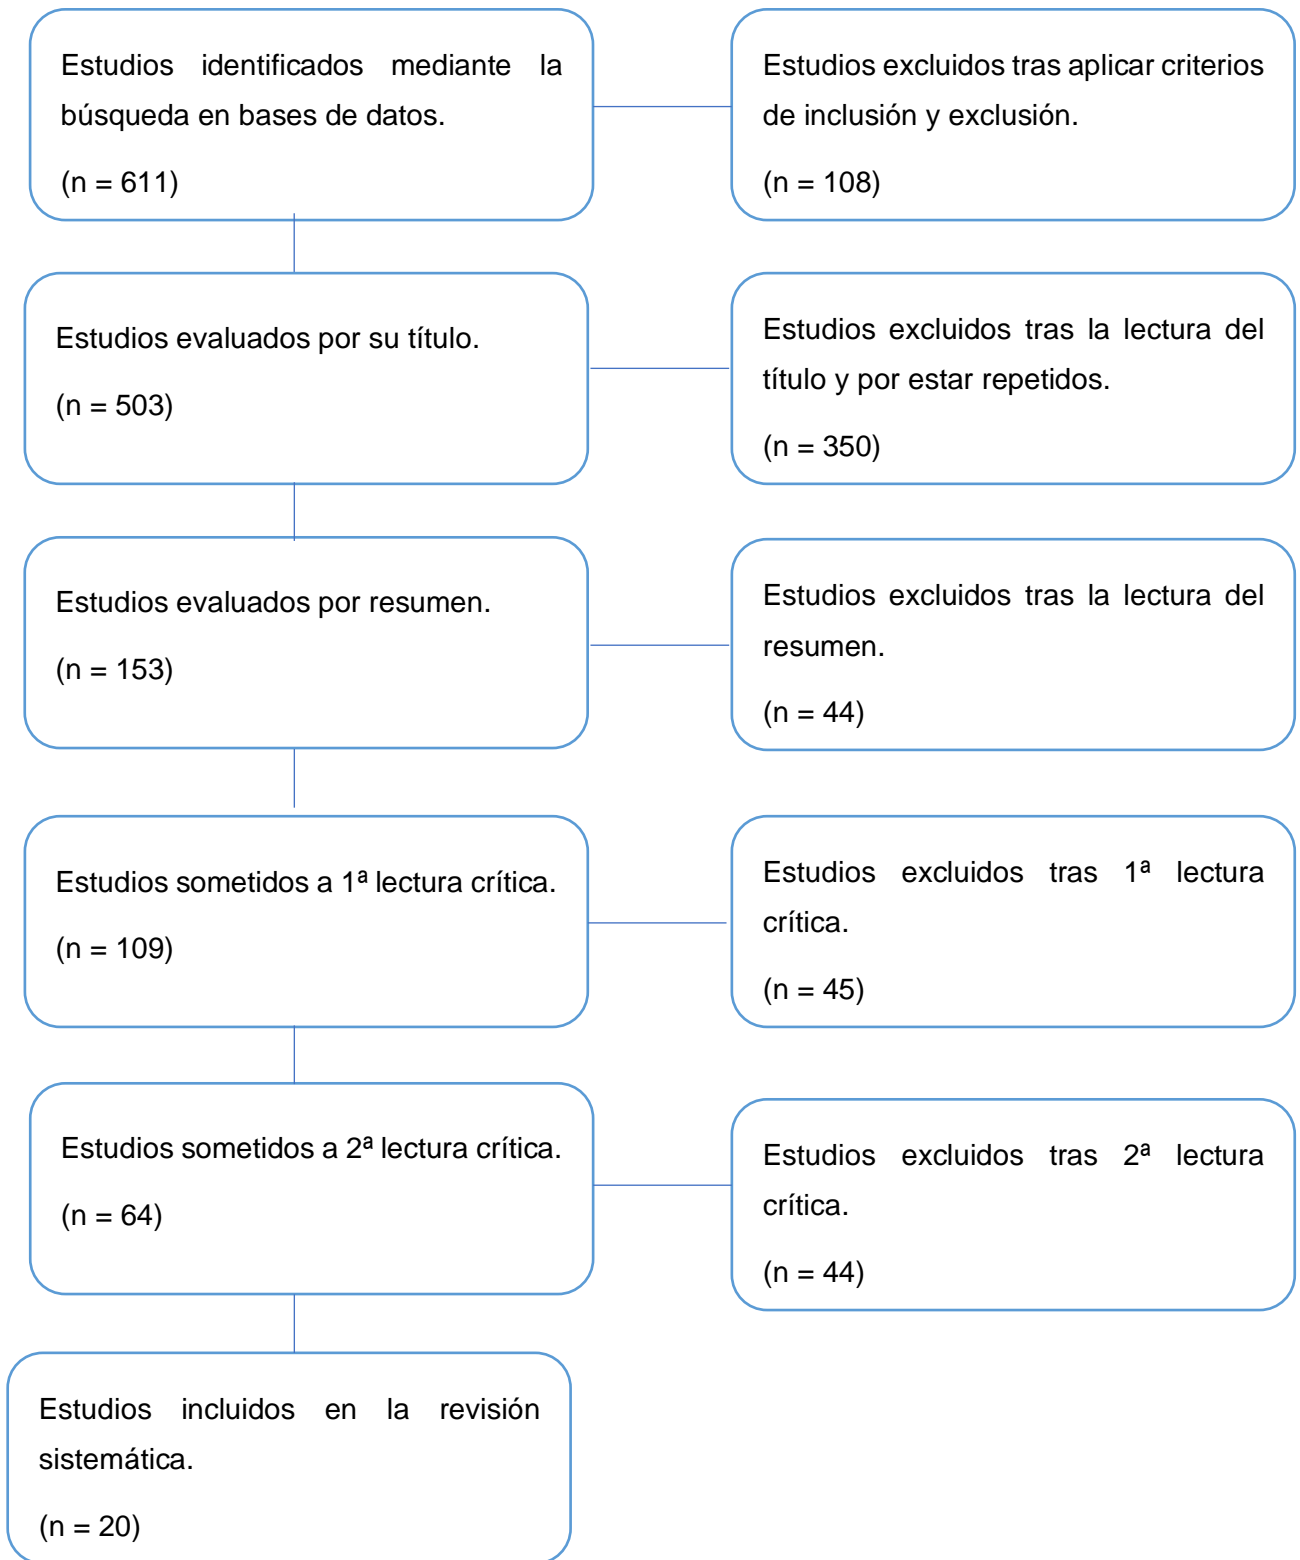 Estudios identificados mediante la
búsqueda en bases de datos.
(n = 611)
Estudios excluidos tras aplicar criterios
de inclusión y exclusión.
(n = 108)
Estudios evaluados por su título.
(n = 503)
Estudios excluidos tras la lectura del
título y por estar repetidos.
(n = 350)
Estudios evaluados por resumen.
(n = 153)
Estudios excluidos tras la lectura del
resumen.
(n = 44)
Estudios sometidos a 1ª lectura crítica.
(n = 109)
Estudios excluidos tras 1ª lectura
crítica.
(n = 45)
Estudios sometidos a 2ª lectura crítica.
(n = 64)
Estudios excluidos tras 2ª lectura
crítica.
(n = 44)
Estudios incluidos en la revisión
sistemática.
(n = 20)